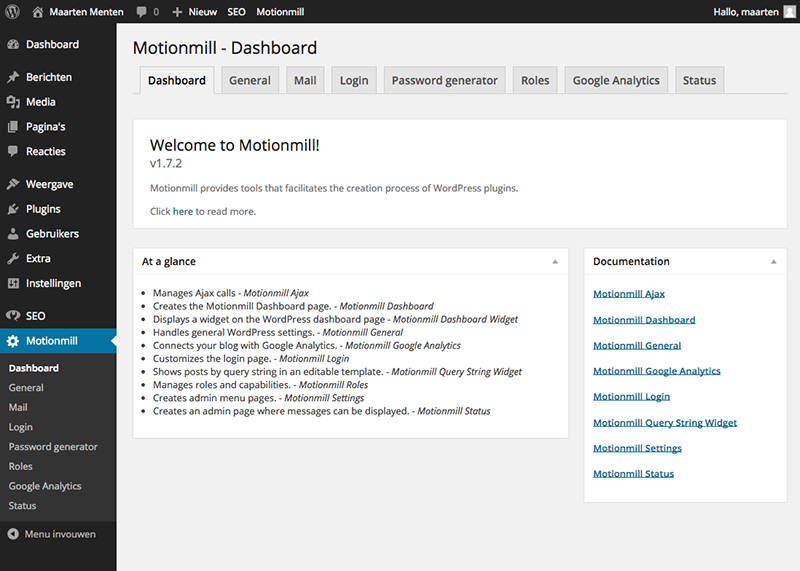 Maarten Menten 0 Nieuw SEO Motionmill Hallo, maarten
Dashboard
Berichten
Media
Pagina's
Reacties
Weergave
Plugins
Gebruikers
Extra
Instellingen
SEO
Motionmill
Dashboard
General
Mail
Login
Password generator
Roles
Google Analytics
Status
Menu invouwen
Motionmill - Dashboard
Dashboard General Mail Login Password generator Roles Google Analytics Status
Welcome to Motionmill!
v1.7.2
Motionmill provides tools that facilitates the creation process of WordPress plugins.
Click here to read more.
At a glance
Manages Ajax calls - Motionmill Ajax
Creates the Motionmill Dashboard page. - Motionmill Dashboard
Displays a widget on the WordPress dashboard page - Motionmill Dashboard Widget
Handles general WordPress settings. - Motionmill General
Connects your blog with Google Analytics. - Motionmill Google Analytics
Customizes the login page. - Motionmill Login
Shows posts by query string in an editable template. - Motionmill Query String Widget
Manages roles and capabilities. - Motionmill Roles
Creates admin menu pages. - Motionmill Settings
Creates an admin page where messages can be displayed. - Motionmill Status
Documentation
Motionmill Ajax
Motionmill Dashboard
Motionmill General
Motionmill Google Analytics
Motionmill Login
Motionmill Query String Widget
Motionmill Settings
Motionmill Status